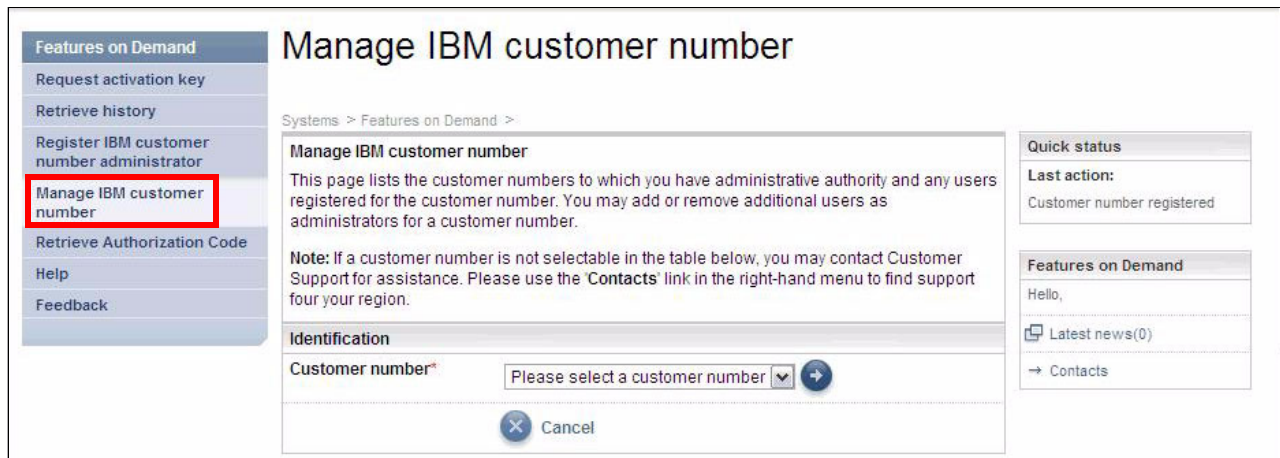 Features on Demand
Request activation key
Retrieve history
Register IBM customer
number administrator
Manage IBM customer
number
Retrieve Authorization Code
Help
Feedback
Manage IBM customer number
Systems > Features on Demand >
Manage IBM customer number
This page lists the customer numbers to which you have administrative authority and any users
registered for the customer number. You may add or remove additional users as
administrators for a customer number.
Note: If a customer number is not selectable in the table below, you may contact Customer
Support for assistance. Please use the 'Contacts' link in the right-hand menu to find support
four your region.
Identification
Customer number*
Please select a customer number
Cancel
Quick status
Last action:
Customer number registered
Features on Demand
Hello,
Latest news(0)
→ Contacts